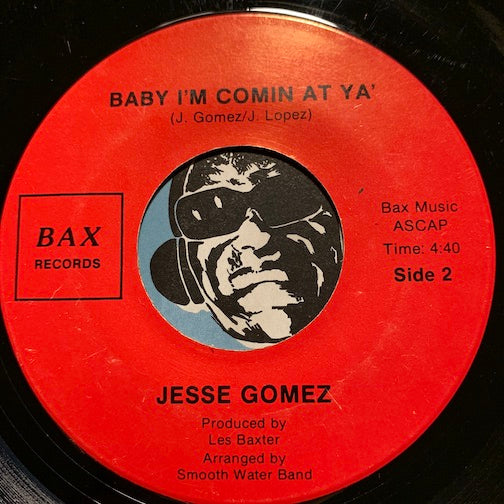 BABY I'M COMIN AT YA'
(J. Gomez/J. Lopez)
BAX
RECORDS
Bax Music
ASCAP
Time: 4:40
Side 2
JESSE GOMEZ
Produced by
Les Baxter
Arranged by
Smooth Water Band